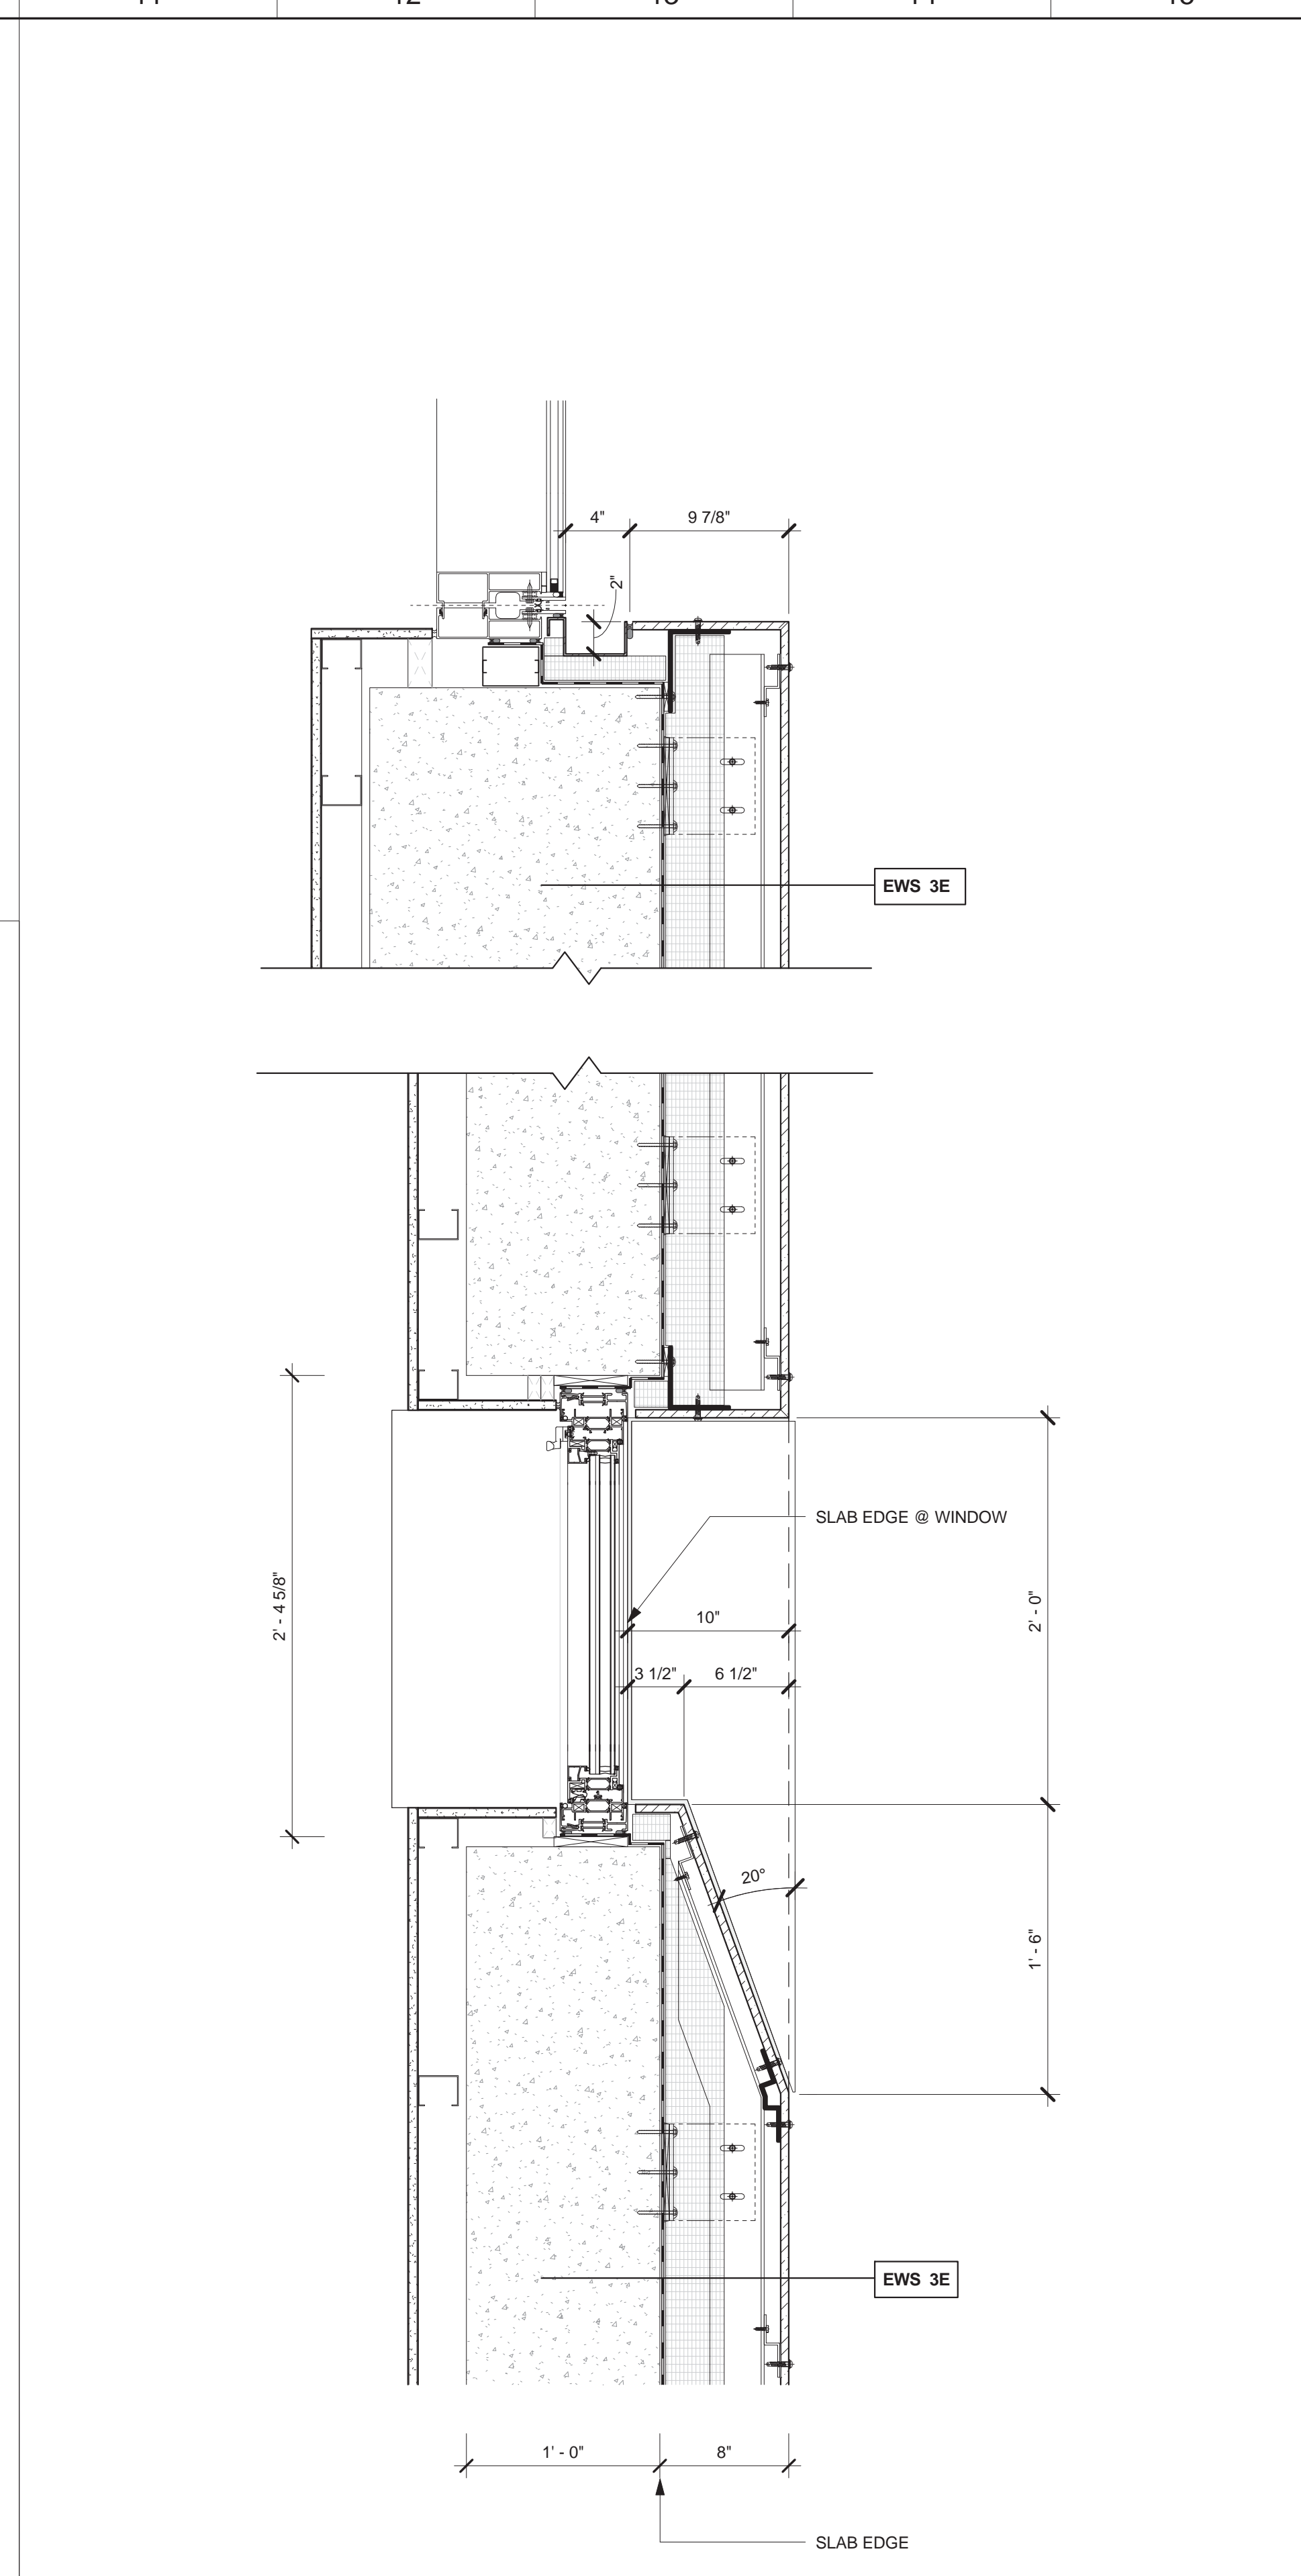 4"
9 7/8"
2"
EWS 3E
SLAB EDGE @ WINDOW
2' - 4 5/8"
10"
2' - 0"
3 1/2"
6 1/2"
20°
1' - 6"
EWS 3E
1' - 0"
8"
SLAB EDGE